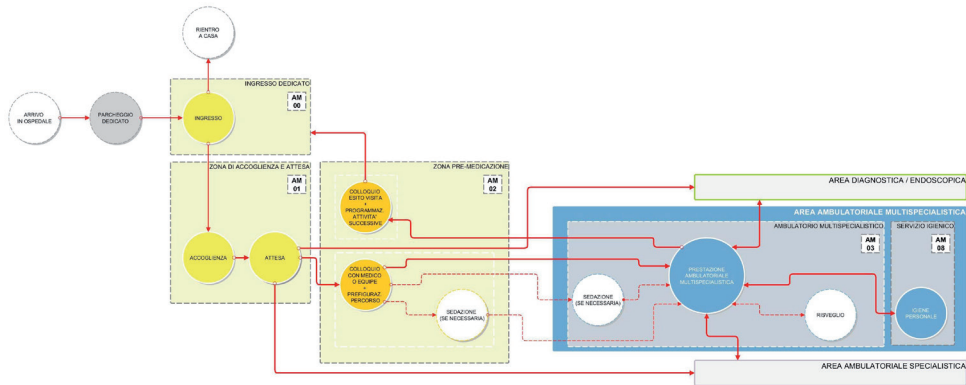 RIENTRO
A CASA
INGRESSO DEDICATO
AM
00
ARRIVO
IN OSPEDALE
PARCHEGGIO
DEDICATO
INGRESSO
ZONA DI ACCOGLIENZA E ATTESA
AM
01
ACCOGLIENZA
ATTESA
ZONA PRE-MEDICAZIONE
AM
02
COLLOQUIO
ESITO VISITA
+
PROGRAMMAZ.
ATTIVITA'
SUCCESSIVE
COLLOQUIO
CON MEDICO
O EQUIPE
+
PREFIGURAZ.
PERCORSO
SEDAZIONE
(SE NECESSARIA)
AREA DIAGNOSTICA / ENDOSCOPICA
AREA AMBULATORIALE MULTISPECIALISTICA
AMBULATORIO MULTISPECIALISTICO
AM
03
SERVIZIO IGIENICO
AM
08
PRESTAZIONE
AMBULATORIALE
MULTISPECIALISTICA
SEDAZIONE
(SE NECESSARIA)
RISVEGLIO
IGIENE
PERSONALE
AREA AMBULATORIALE SPECIALISTICA